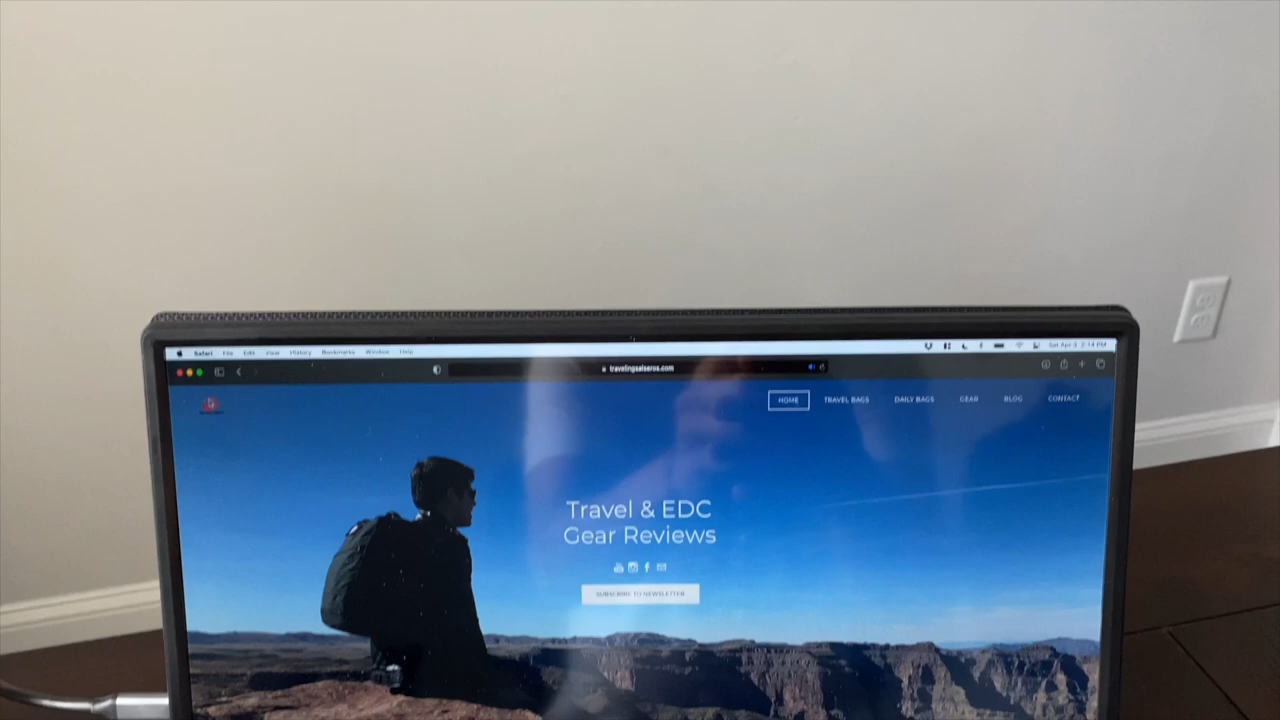 Safari File Edit View History Bookmarks Window Help
Sat Apr 3 2:14 PM
travelingsalseros.com
HOME TRAVEL BAGS DAILY BAGS GEAR BLOG CONTACT
Travel & EDC
Gear Reviews
SUBSCRIBE TO NEWSLETTER